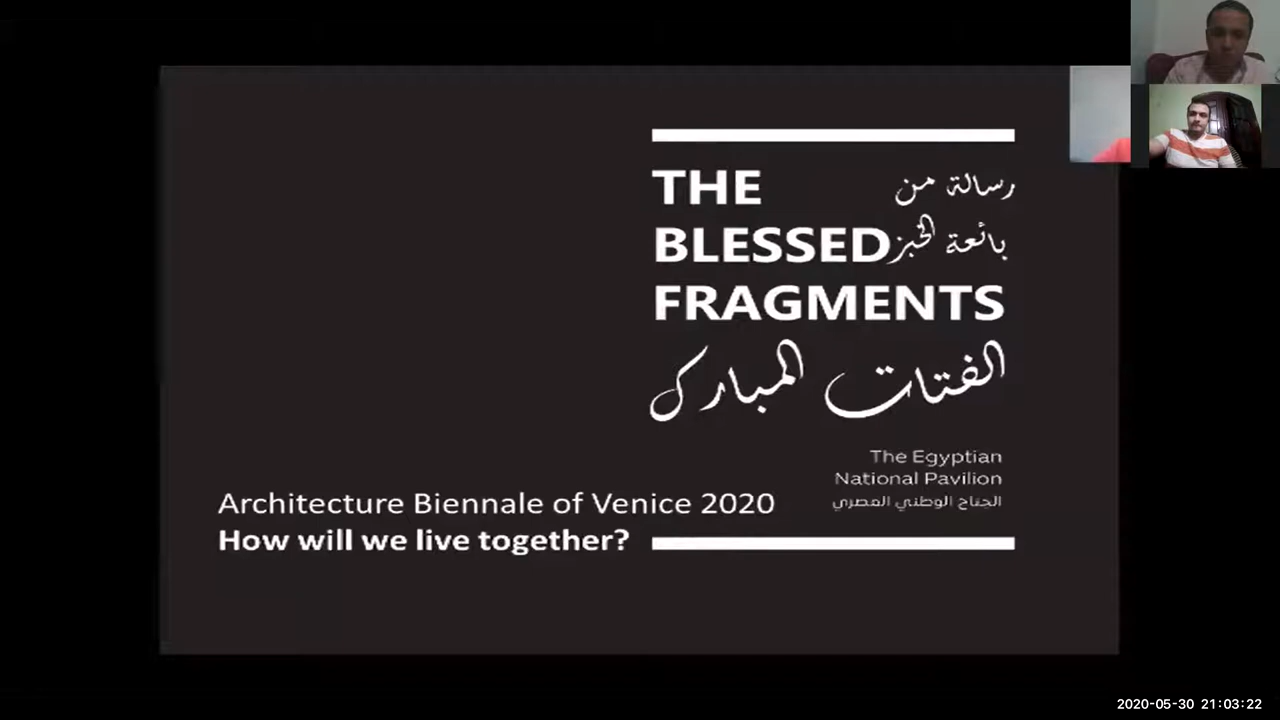 THE
BLESSED
FRAGMENTS
رسالة من
بائعة الخبز
الفتات المبارك
The Egyptian
National Pavilion
الجناح الوطني المصري
Architecture Biennale of Venice 2020
How will we live together?
2020-05-30 21:03:22